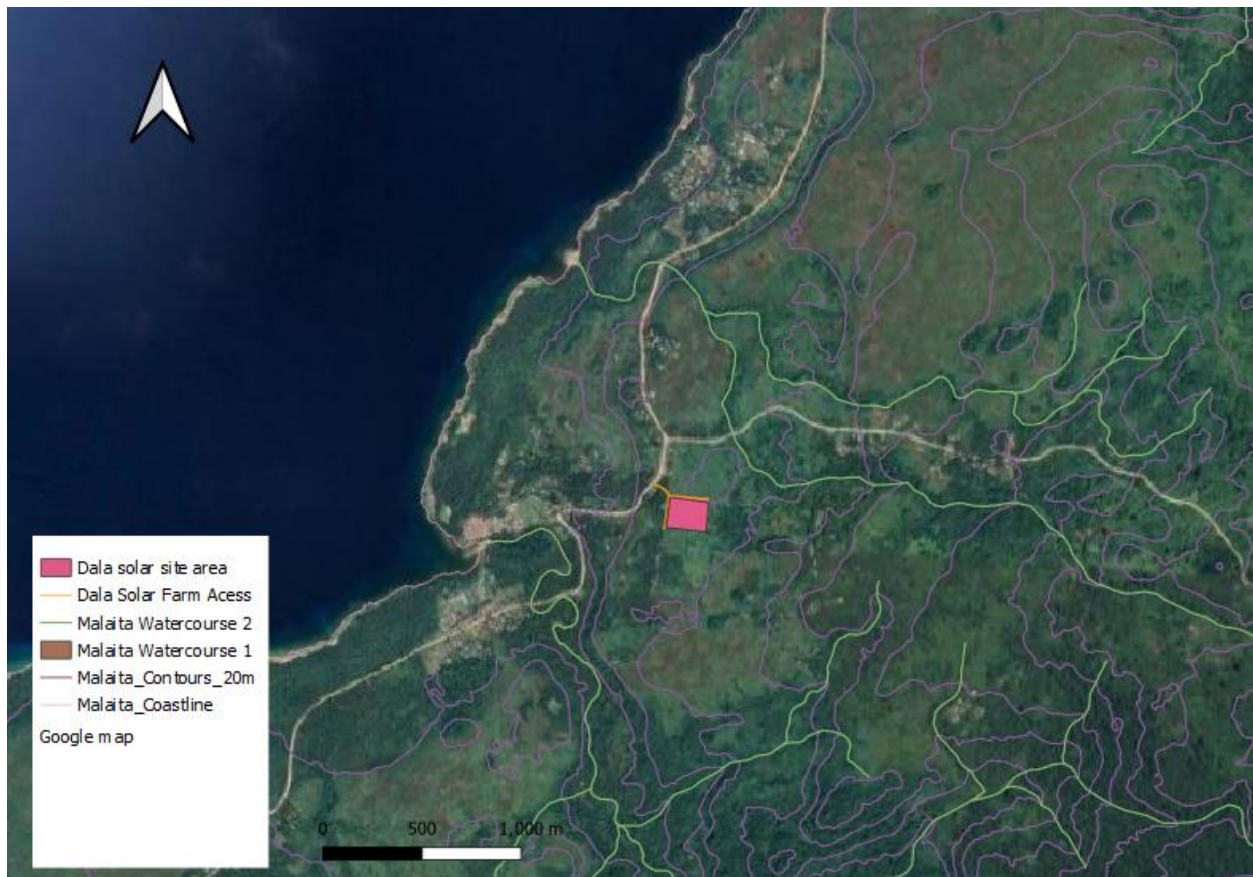 Dala solar site area
Dala Solar Farm Acess
Malaita Watercourse 2
Malaita Watercourse 1
Malaita_Contours_20m
Malaita_Coastline
Google map
0 500 1,000 m